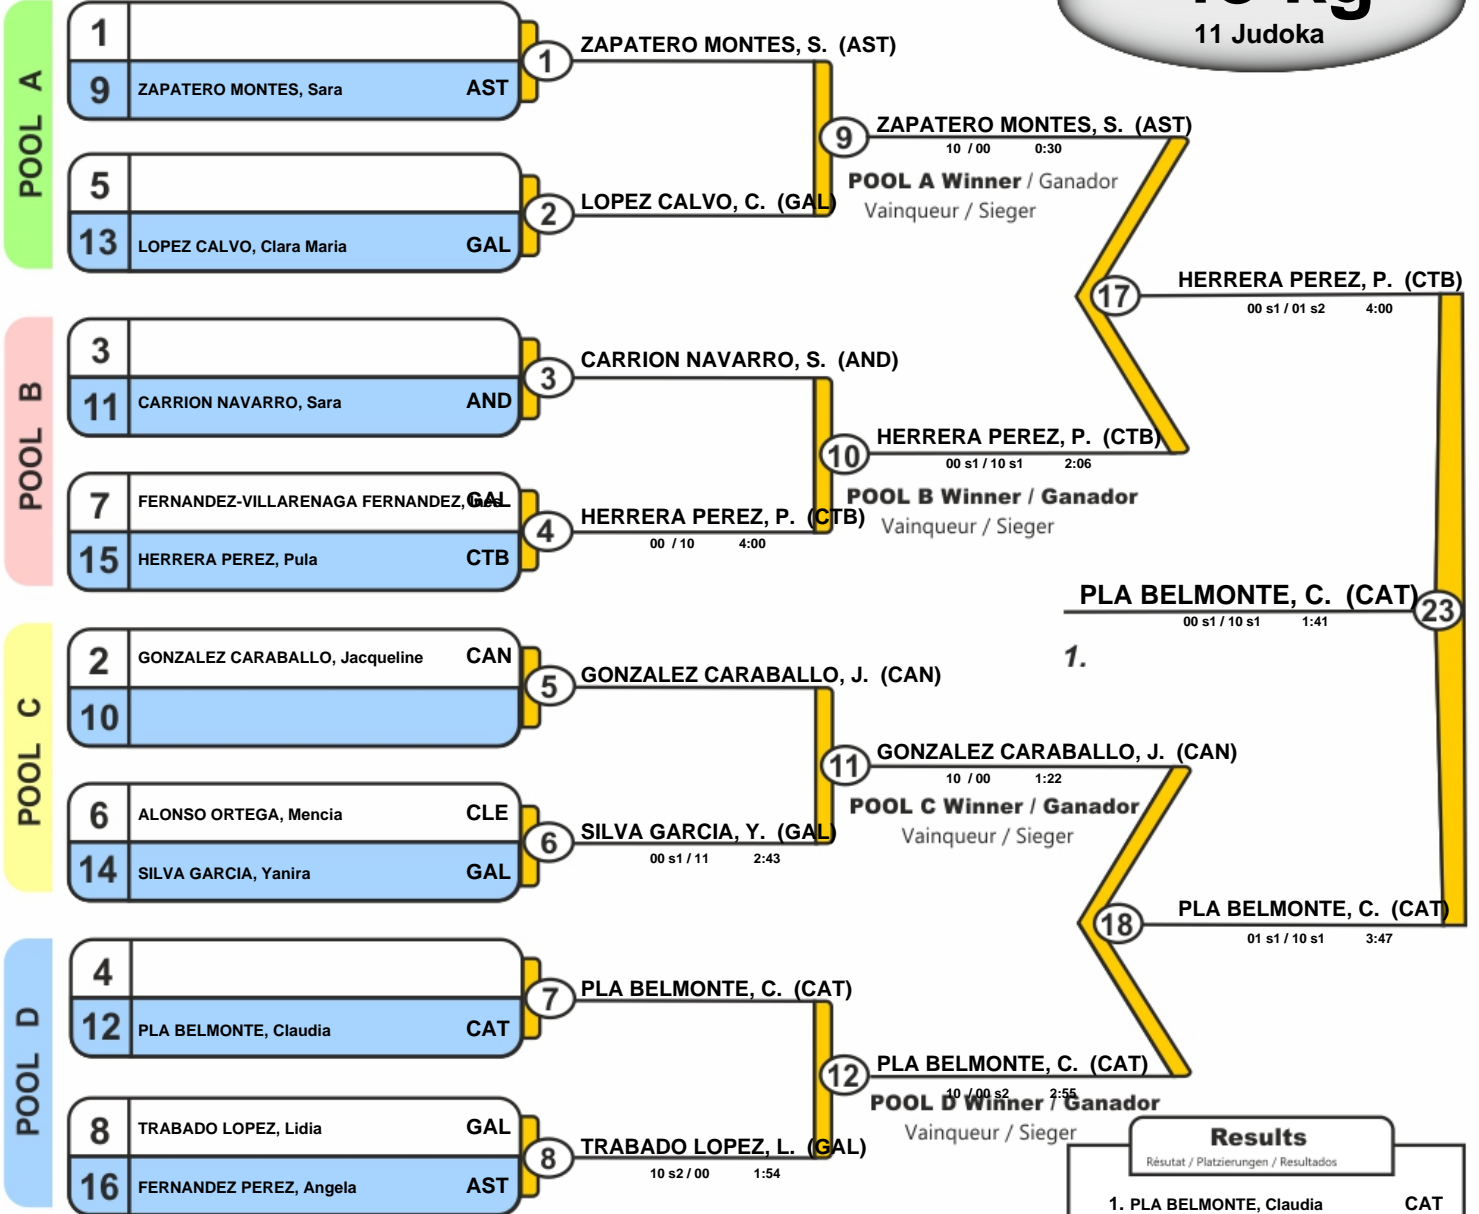 11 Judoka
POOL A
1
9 ZAPATERO MONTES, Sara AST
1
ZAPATERO MONTES, S. (AST)
5
13 LOPEZ CALVO, Clara Maria GAL
2
LOPEZ CALVO, C. (GAL)
9
ZAPATERO MONTES, S. (AST)
10 / 00 0:30
POOL A Winner / Ganador
Vainqueur / Sieger
POOL B
3
11 CARRION NAVARRO, Sara AND
3
CARRION NAVARRO, S. (AND)
7 FERNANDEZ-VILLARENAGA FERNANDEZ, GAL
15 HERRERA PEREZ, Pula CTB
4
HERRERA PEREZ, P. (CTB)
00 / 10 4:00
10
HERRERA PEREZ, P. (CTB)
00 s1 / 10 s1 2:06
POOL B Winner / Ganador
Vainqueur / Sieger
17
HERRERA PEREZ, P. (CTB)
00 s1 / 01 s2 4:00
PLA BELMONTE, C. (CAT)
23
00 s1 / 10 s1 1:41
1.
POOL C
2 GONZALEZ CARABALLO, Jacqueline CAN
10
5
GONZALEZ CARABALLO, J. (CAN)
6 ALONSO ORTEGA, Mencia CLE
14 SILVA GARCIA, Yanira GAL
6
SILVA GARCIA, Y. (GAL)
00 s1 / 11 2:43
11
GONZALEZ CARABALLO, J. (CAN)
10 / 00 1:22
POOL C Winner / Ganador
Vainqueur / Sieger
POOL D
4
12 PLA BELMONTE, Claudia CAT
7
PLA BELMONTE, C. (CAT)
8 TRABADO LOPEZ, Lidia GAL
16 FERNANDEZ PEREZ, Angela AST
8
TRABADO LOPEZ, L. (GAL)
10 s2 / 00 1:54
12
PLA BELMONTE, C. (CAT)
10 / 00 s2 2:55
POOL D Winner / Ganador
Vainqueur / Sieger
18
PLA BELMONTE, C. (CAT)
01 s1 / 10 s1 3:47
Results
Résutat / Platzierungen / Resultados
1. PLA BELMONTE, Claudia CAT